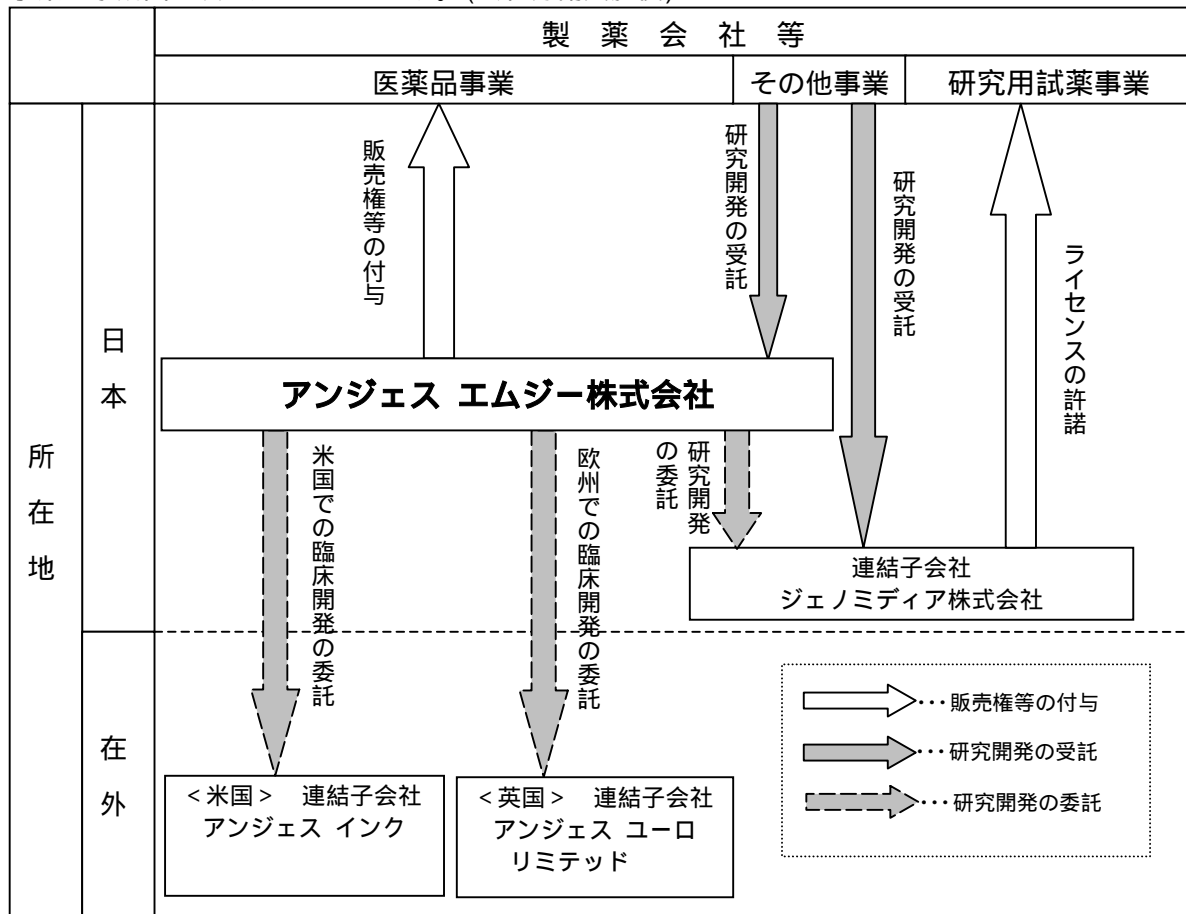 製 薬 会 社 等
医薬品事業
その他事業
研究用試薬事業
販売権等の付与
研究開発の受託
研究開発の受託
ライセンスの許諾
所在地
日本
アンジェス エムジー株式会社
米国での臨床開発の委託
欧州での臨床開発の委託
研究開発
の委託
連結子会社
ジェノミディア株式会社
在外
<米国> 連結子会社
アンジェス インク
<英国> 連結子会社
アンジェス ユーロ
リミテッド
・・・販売権等の付与
・・・研究開発の受託
・・・研究開発の委託